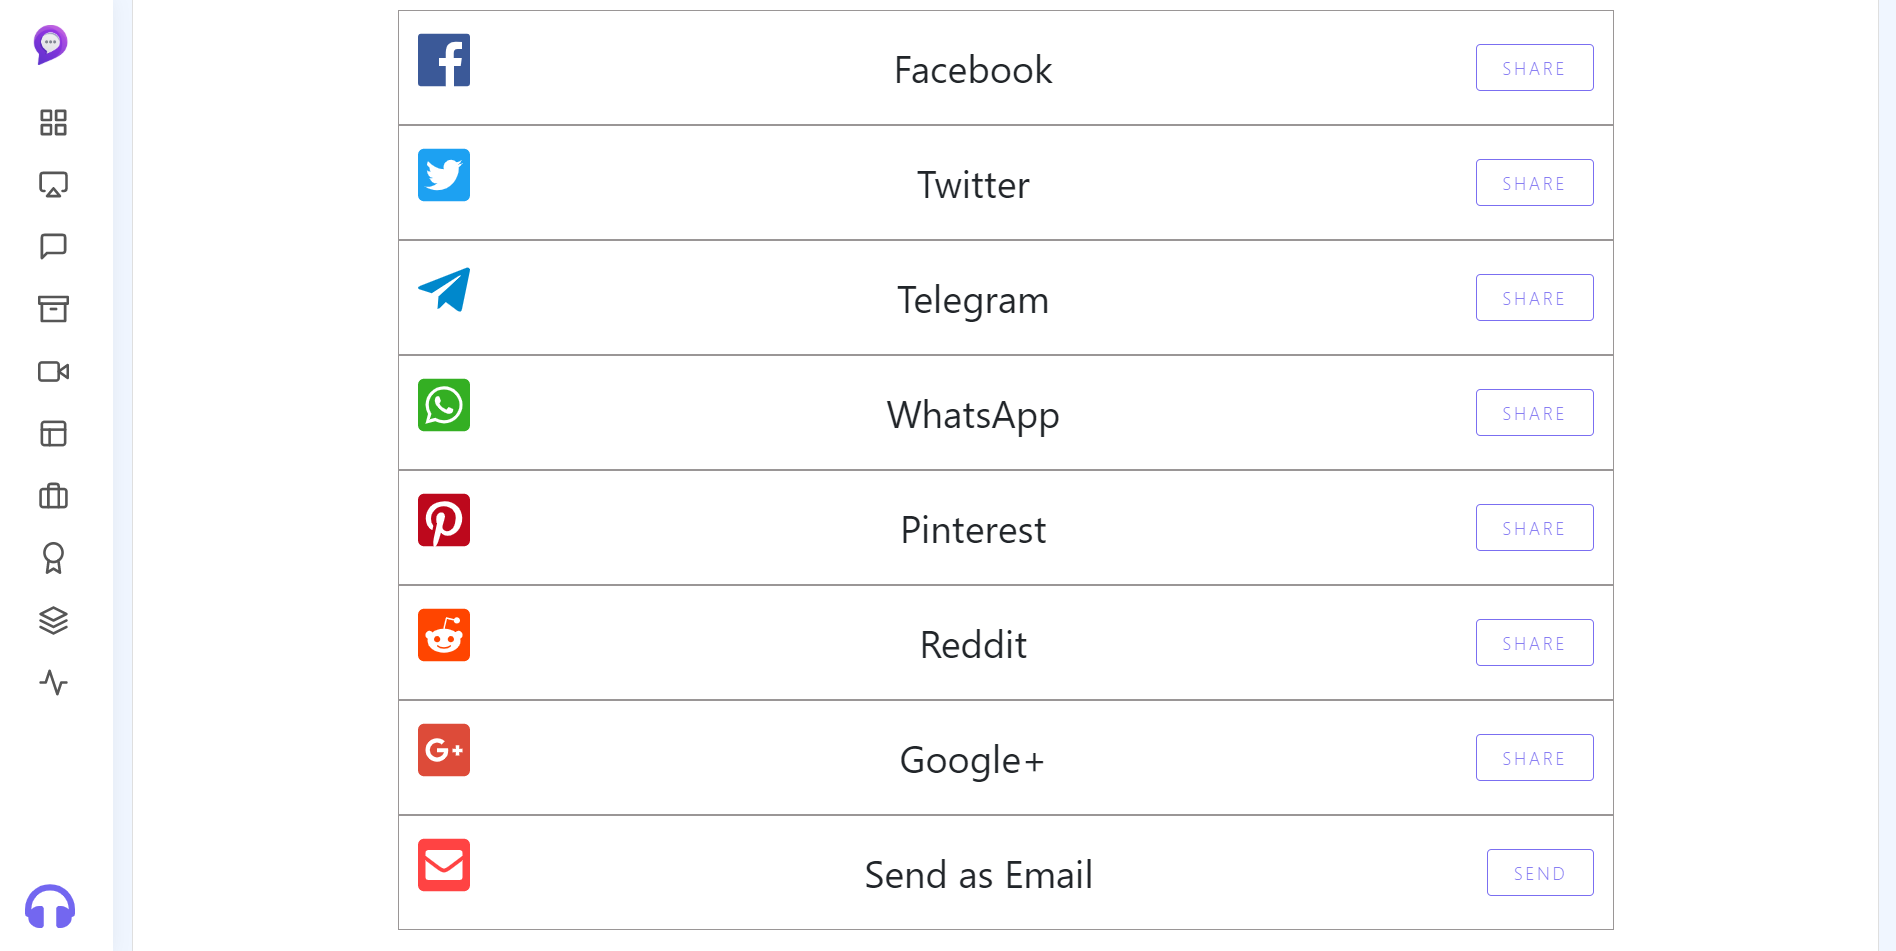 Facebook SHARE
Twitter SHARE
Telegram SHARE
WhatsApp SHARE
Pinterest SHARE
Reddit SHARE
G+ Google+ SHARE
Send as Email SEND